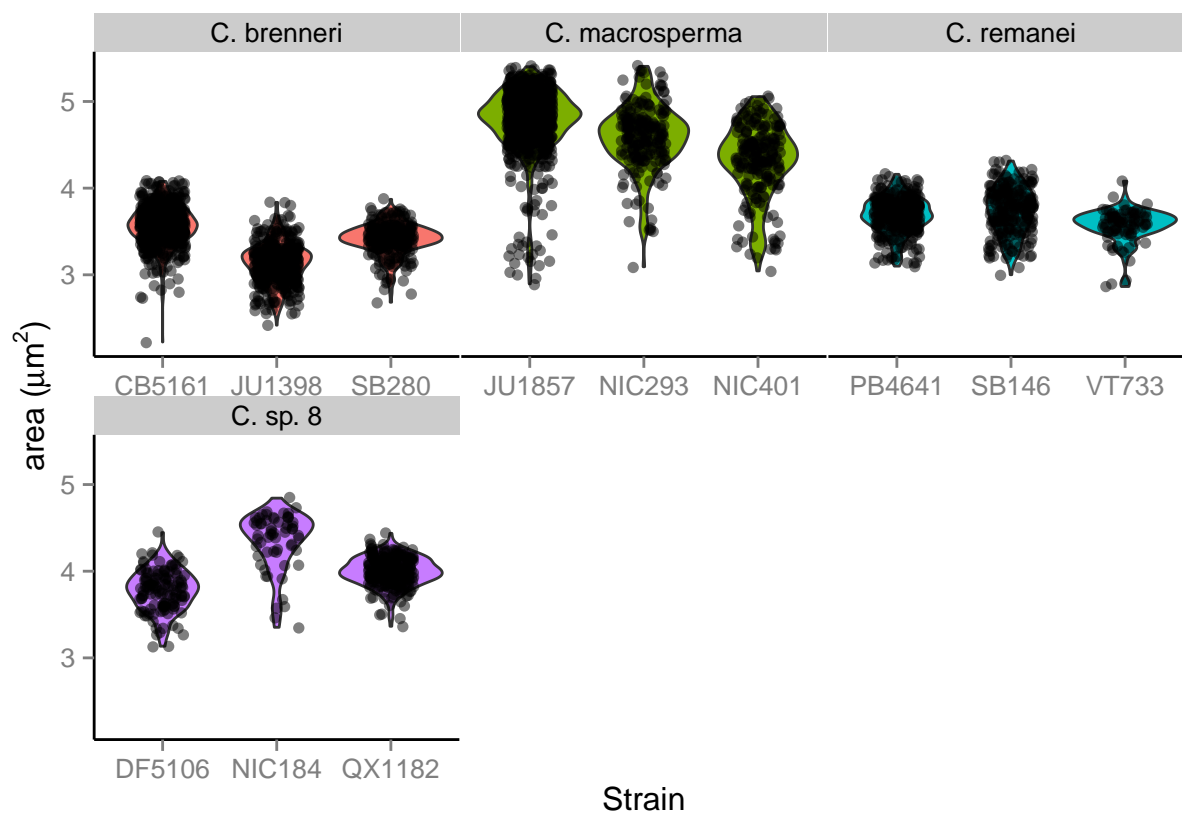 C. brenneri C. macrosperma C. remanei
5
4
3
CB5161 JU1398 SB280 JU1857 NIC293 NIC401 PB4641 SB146 VT733
area (μm²)
C. sp. 8
5
4
3
DF5106 NIC184 QX1182
Strain